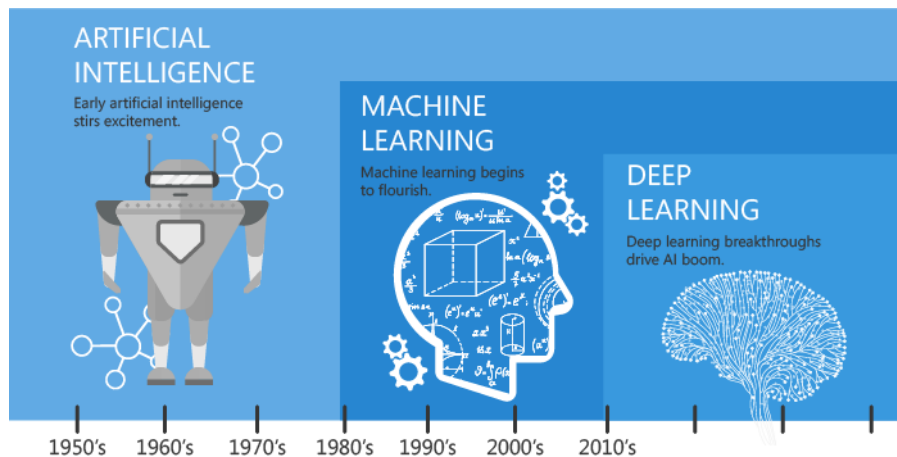 ARTIFICIAL
INTELLIGENCE
Early artificial intelligence
stirs excitement.
MACHINE
LEARNING
Machine learning begins
to flourish.
DEEP
LEARNING
Deep learning breakthroughs
drive AI boom.
1950's 1960's 1970's 1980's 1990's 2000's 2010's